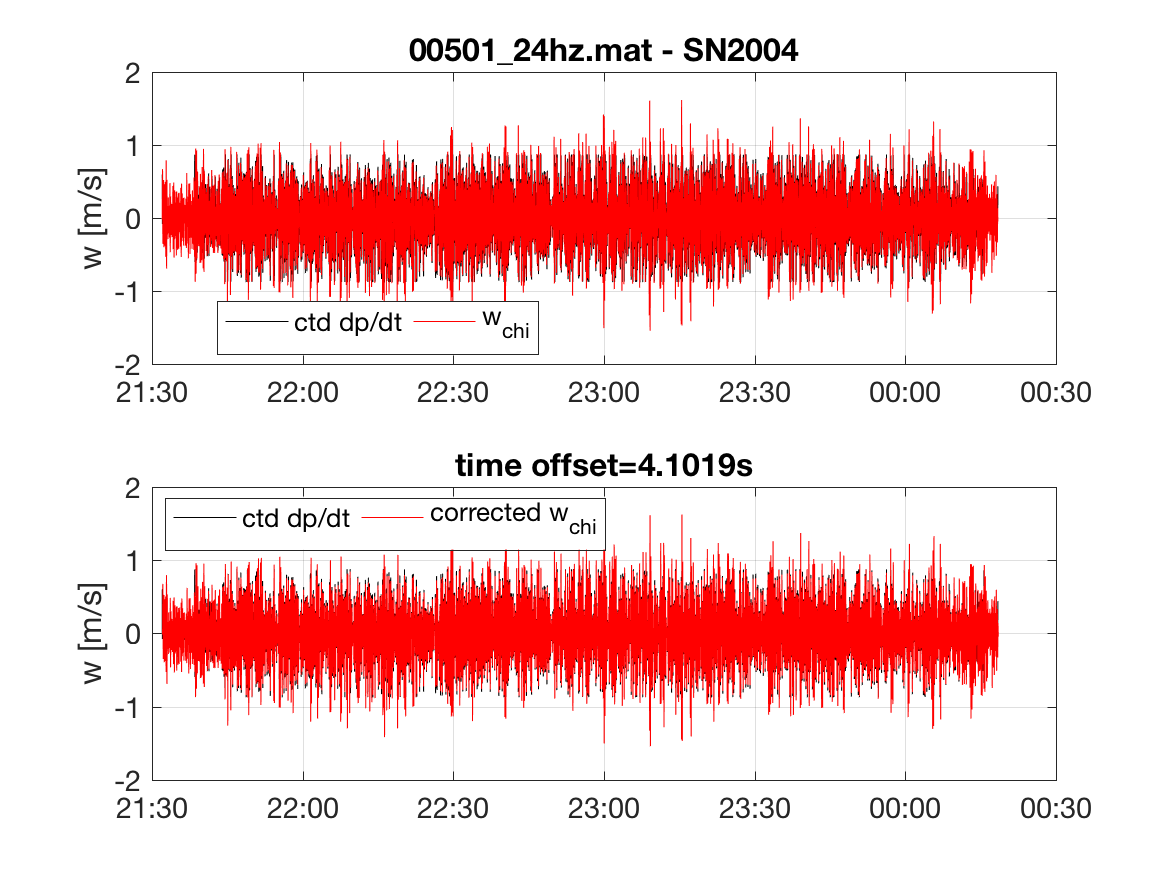 00501_24hz.mat - SN2004
2
1
0
-1
-2
w [m/s]
ctd dp/dt w_chi
21:30 22:00 22:30 23:00 23:30 00:00 00:30
time offset=4.1019s
2
1
0
-1
-2
w [m/s]
ctd dp/dt corrected w_chi
21:30 22:00 22:30 23:00 23:30 00:00 00:30